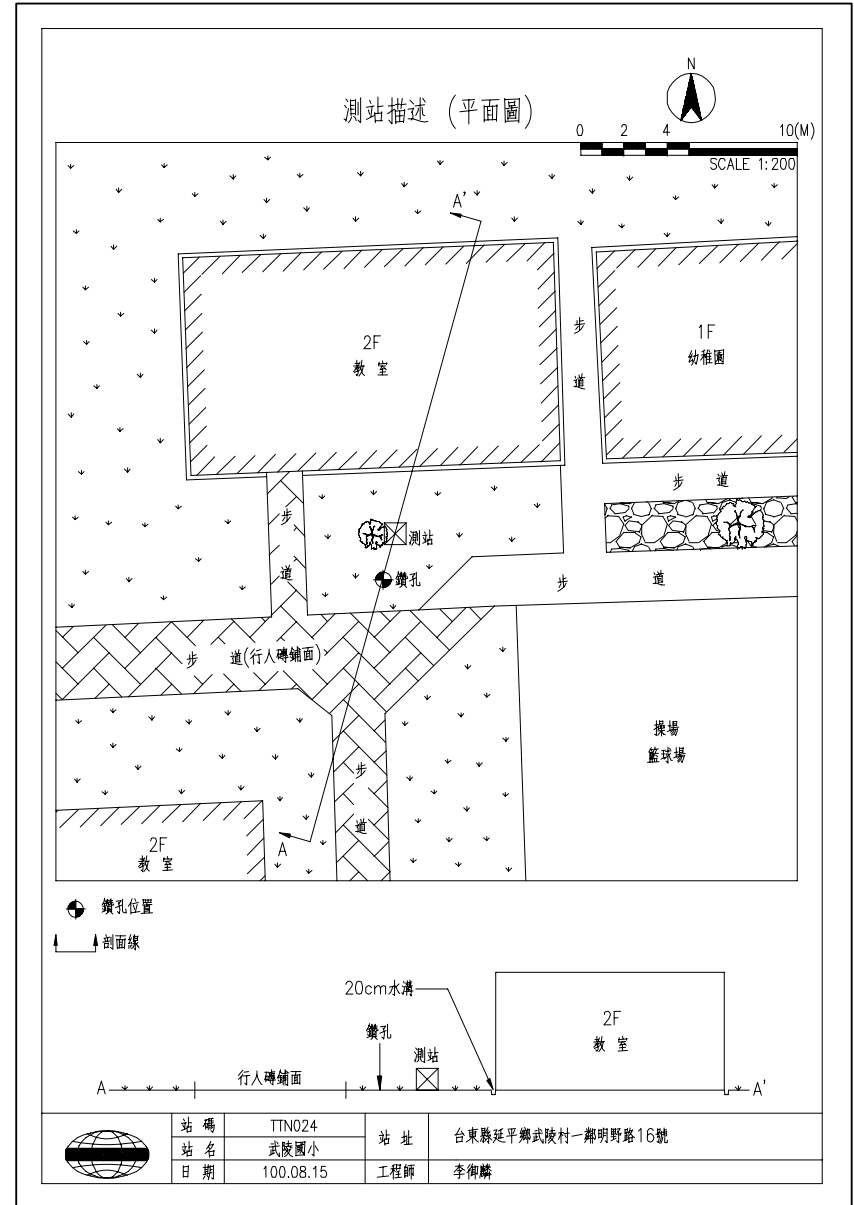 N
測站描述 (平面圖)
0 2 4 10(M)
SCALE 1:200
A'
2F
教 室
步
道
1F
幼稚園
步 道
步
道
測站
鑽孔
步 道
步 道(行人磚鋪面)
操場
籃球場
步
道
A
2F
教 室
鑽孔位置
剖面線
20cm水溝
2F
教 室
鑽孔
測站
行人磚鋪面
A
A'
站 碼 TTN024
站 名 武陵國小
日 期 100.08.15
站 址 台東縣延平鄉武陵村一鄰明野路16號
工程師 李御麟